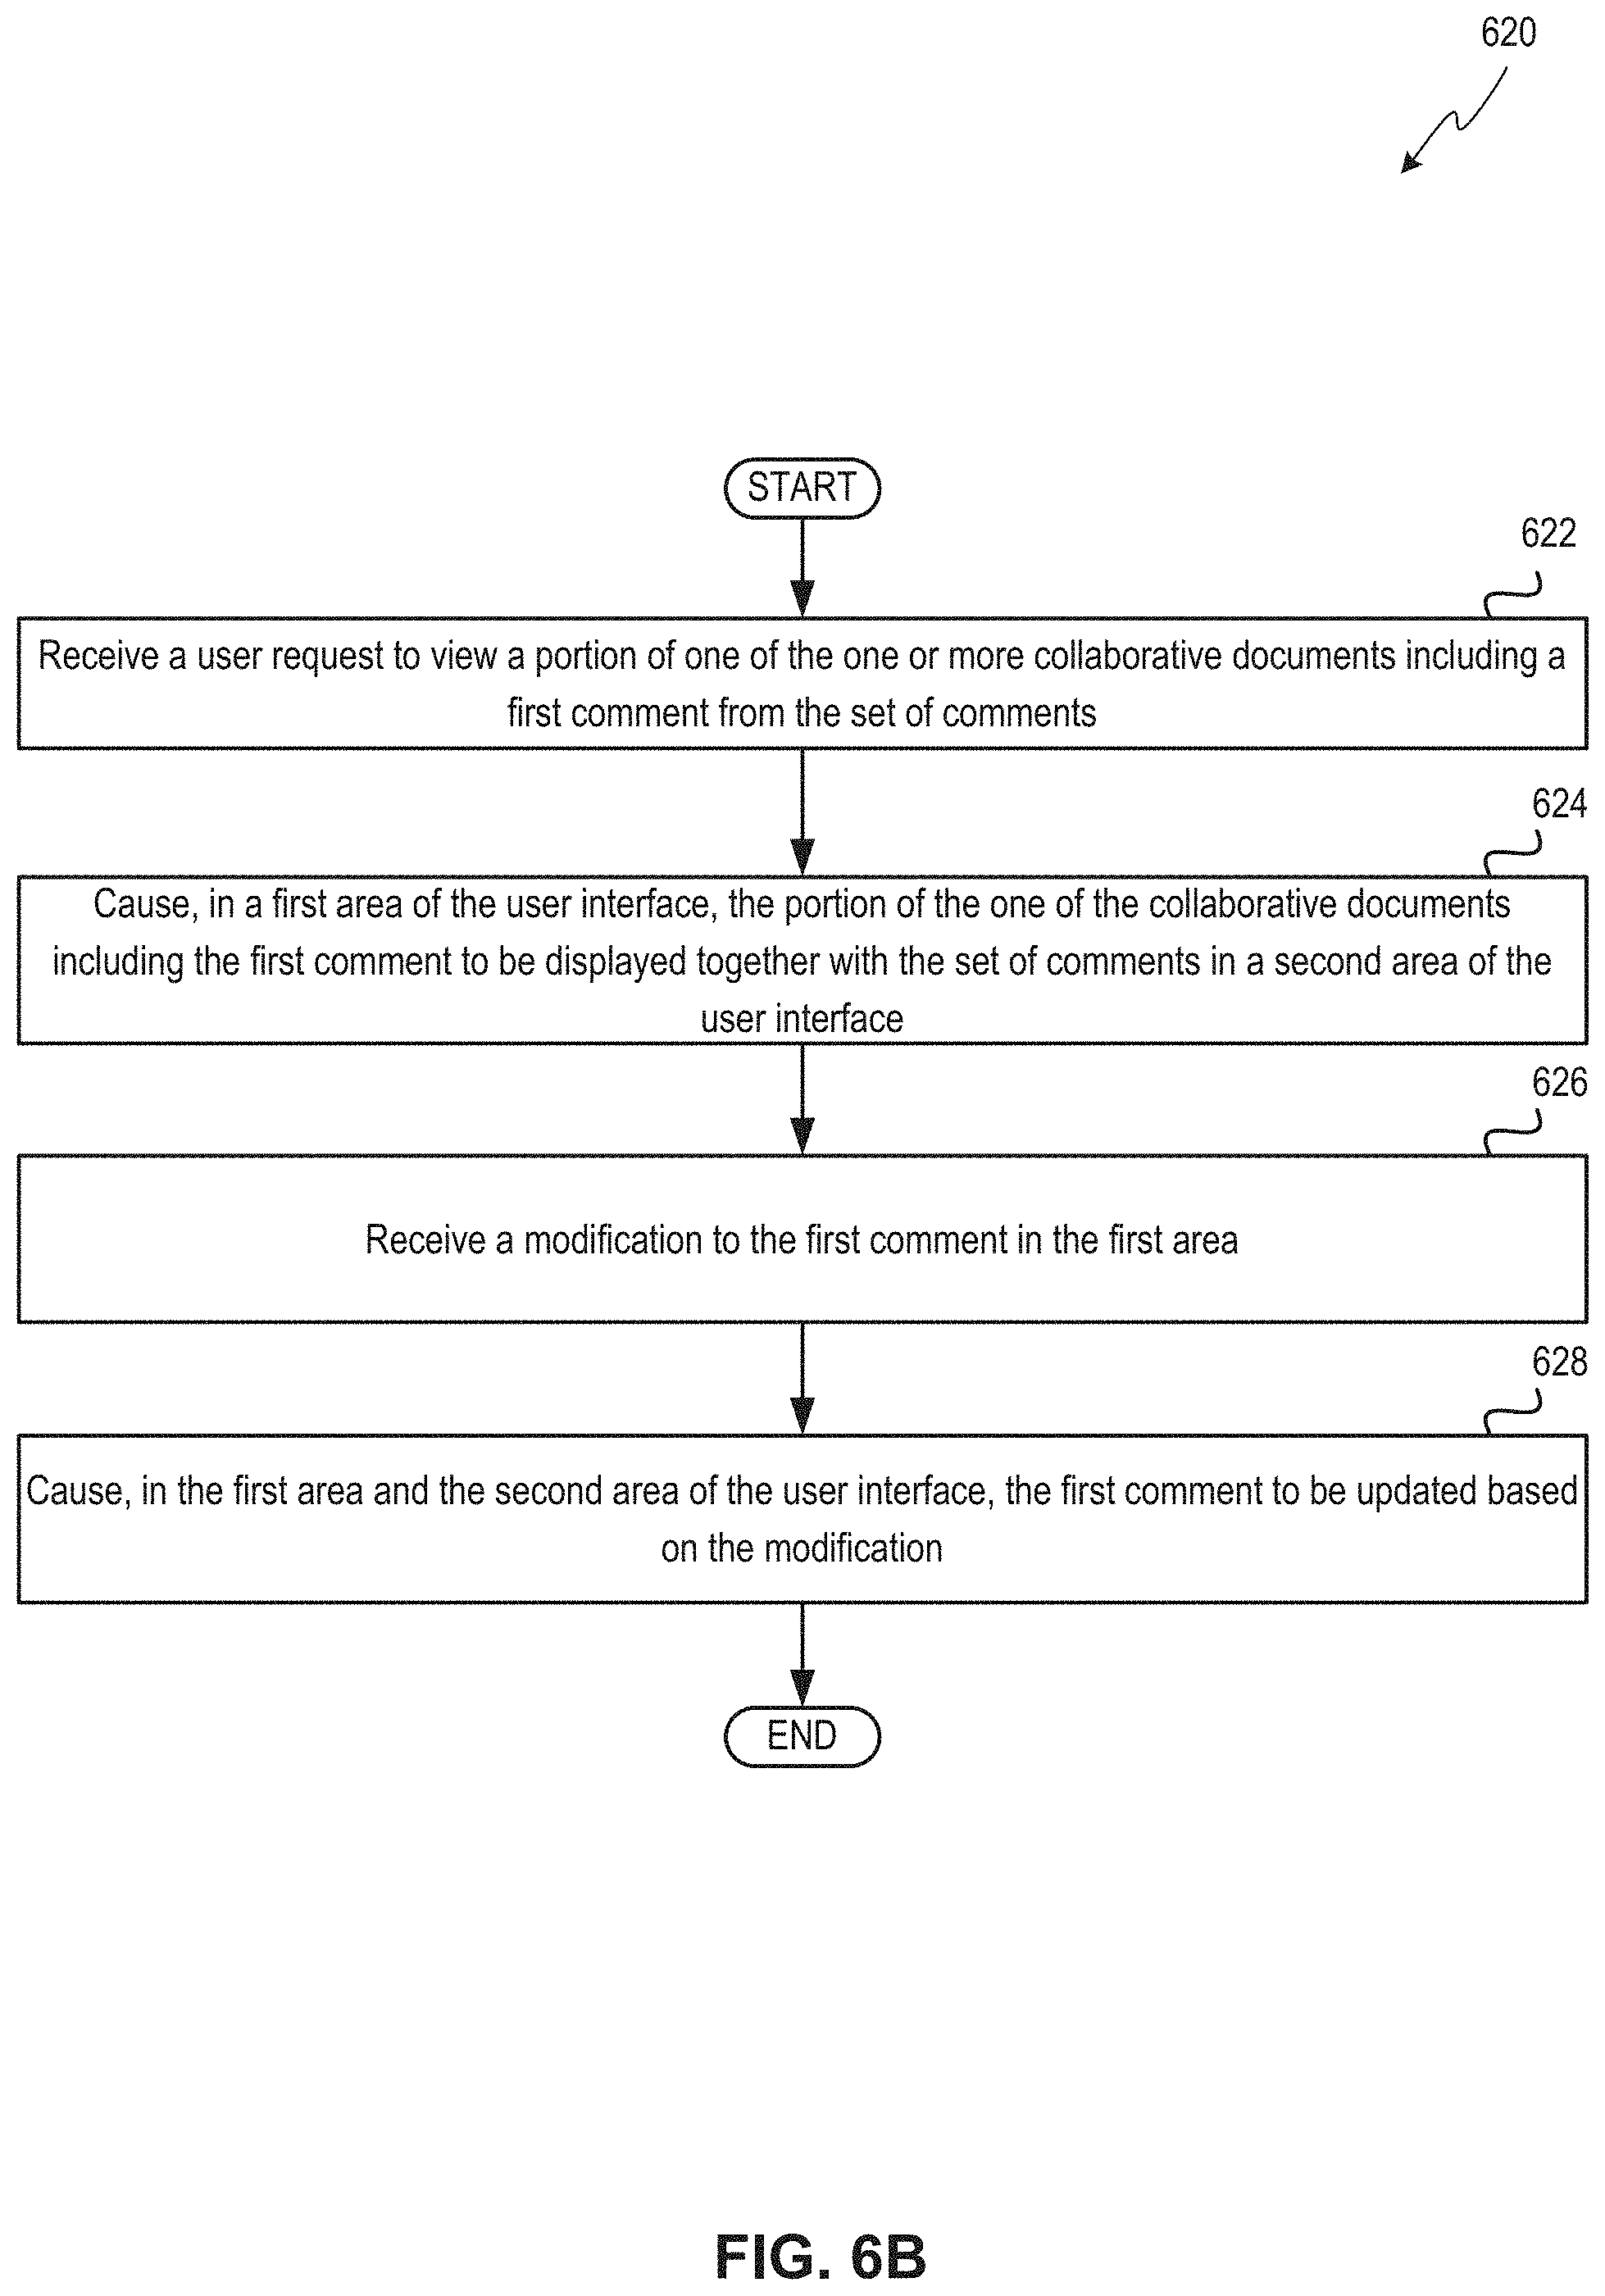 620
START
622
Receive a user request to view a portion of one of the one or more collaborative documents including a
first comment from the set of comments
624
Cause, in a first area of the user interface, the portion of the one of the collaborative documents
including the first comment to be displayed together with the set of comments in a second area of the
user interface
626
Receive a modification to the first comment in the first area
628
Cause, in the first area and the second area of the user interface, the first comment to be updated based
on the modification
END
FIG. 6B